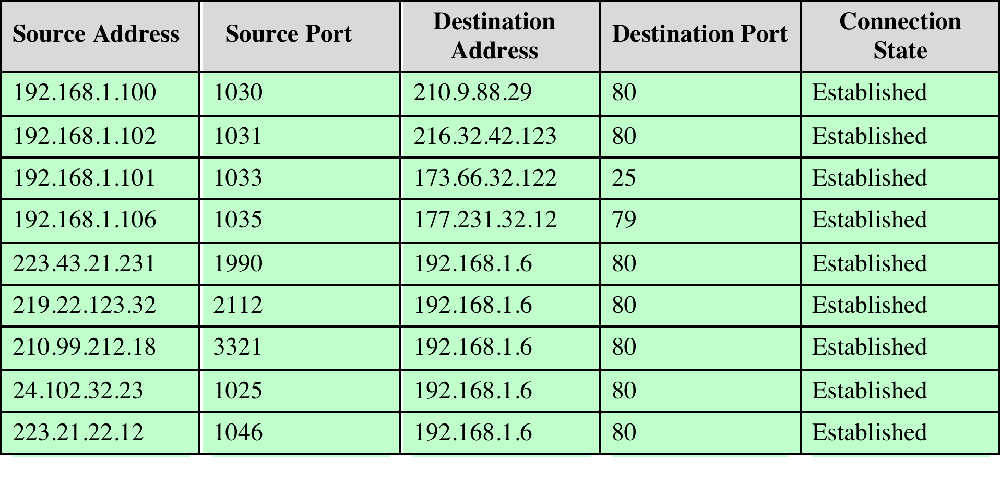 Source Address Source Port Destination Address Destination Port Connection State
192.168.1.100 1030 210.9.88.29 80 Established
192.168.1.102 1031 216.32.42.123 80 Established
192.168.1.101 1033 173.66.32.122 25 Established
192.168.1.106 1035 177.231.32.12 79 Established
223.43.21.231 1990 192.168.1.6 80 Established
219.22.123.32 2112 192.168.1.6 80 Established
210.99.212.18 3321 192.168.1.6 80 Established
24.102.32.23 1025 192.168.1.6 80 Established
223.21.22.12 1046 192.168.1.6 80 Established